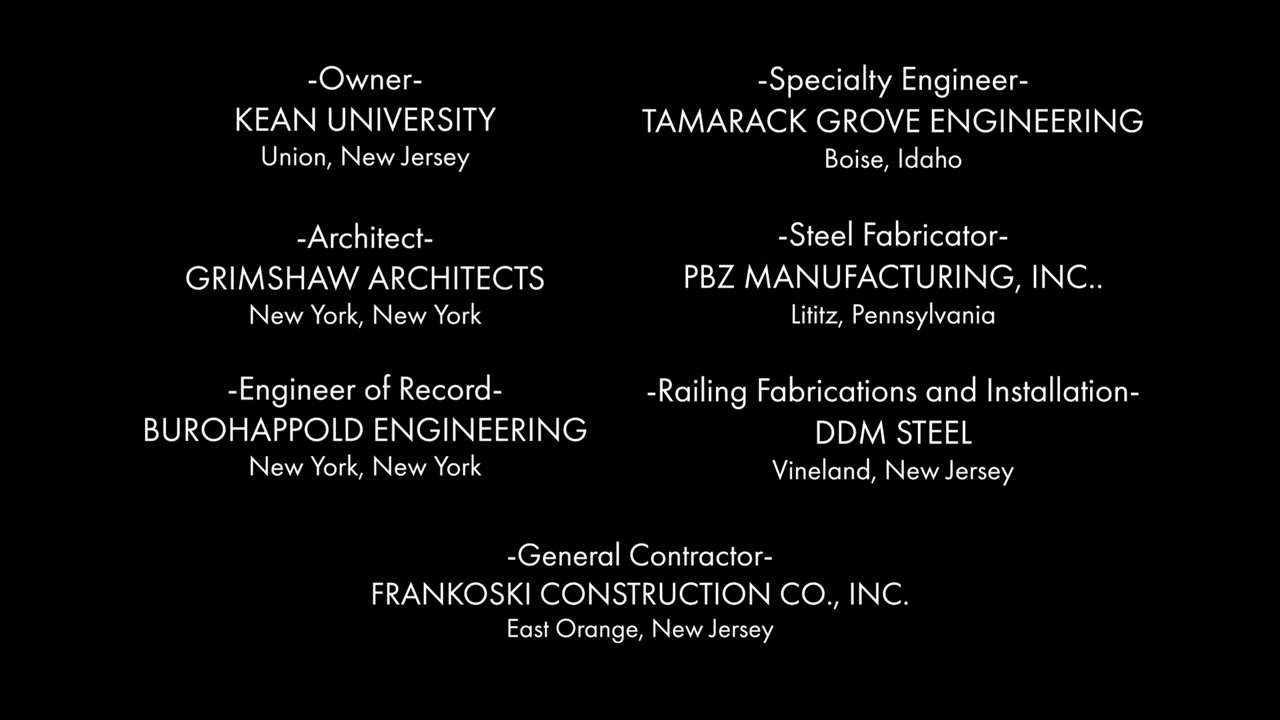 -Owner-
KEAN UNIVERSITY
Union, New Jersey
-Architect-
GRIMSHAW ARCHITECTS
New York, New York
-Engineer of Record-
BUROHAPPOLD ENGINEERING
New York, New York
-Specialty Engineer-
TAMARACK GROVE ENGINEERING
Boise, Idaho
-Steel Fabricator-
PBZ MANUFACTURING, INC..
Lititz, Pennsylvania
-Railing Fabrications and Installation-
DDM STEEL
Vineland, New Jersey
-General Contractor-
FRANKOSKI CONSTRUCTION CO., INC.
East Orange, New Jersey